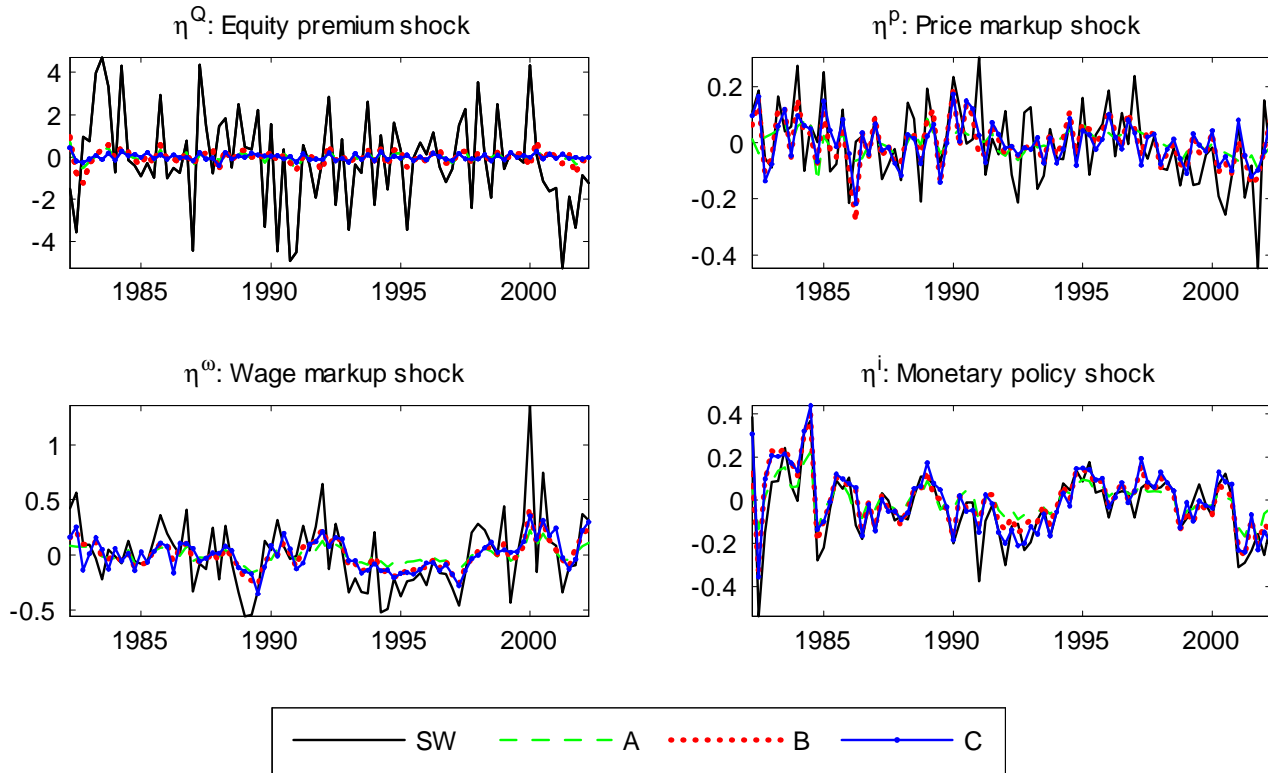 η^Q: Equity premium shock
4
2
0
-2
-4
1985 1990 1995 2000
η^p: Price markup shock
0.2
0
-0.2
-0.4
1985 1990 1995 2000
η^ω: Wage markup shock
1
0.5
0
-0.5
1985 1990 1995 2000
η^i: Monetary policy shock
0.4
0.2
0
-0.2
-0.4
1985 1990 1995 2000
SW A B C